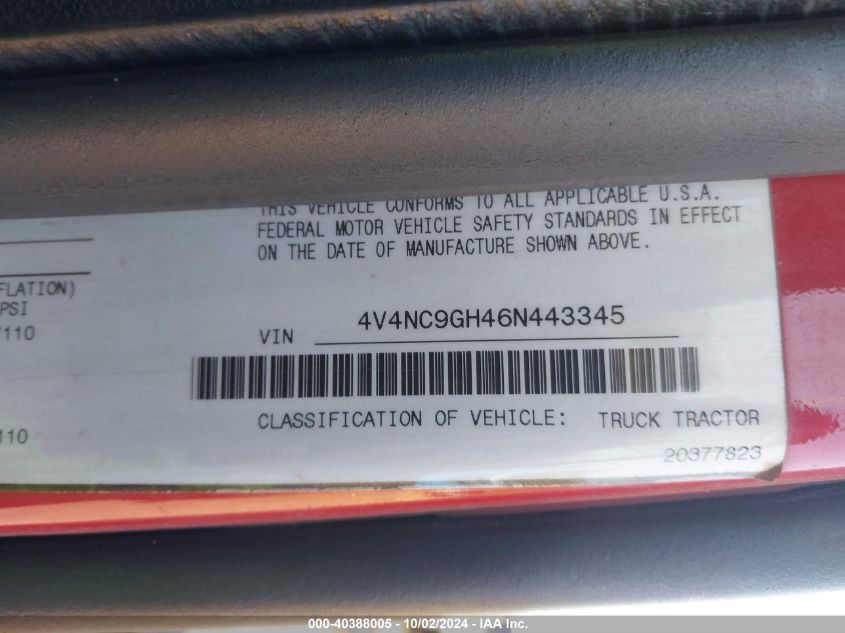 THIS VEHICLE CONFORMS TO ALL APPLICABLE U.S.A.
FEDERAL MOTOR VEHICLE SAFETY STANDARDS IN EFFECT
ON THE DATE OF MANUFACTURE SHOWN ABOVE.
FLATION)
PSI
/110
VIN 4V4NC9GH46N443345
CLASSIFICATION OF VEHICLE: TRUCK TRACTOR
110
20377823
000-40388005 - 10/02/2024 - IAA Inc.